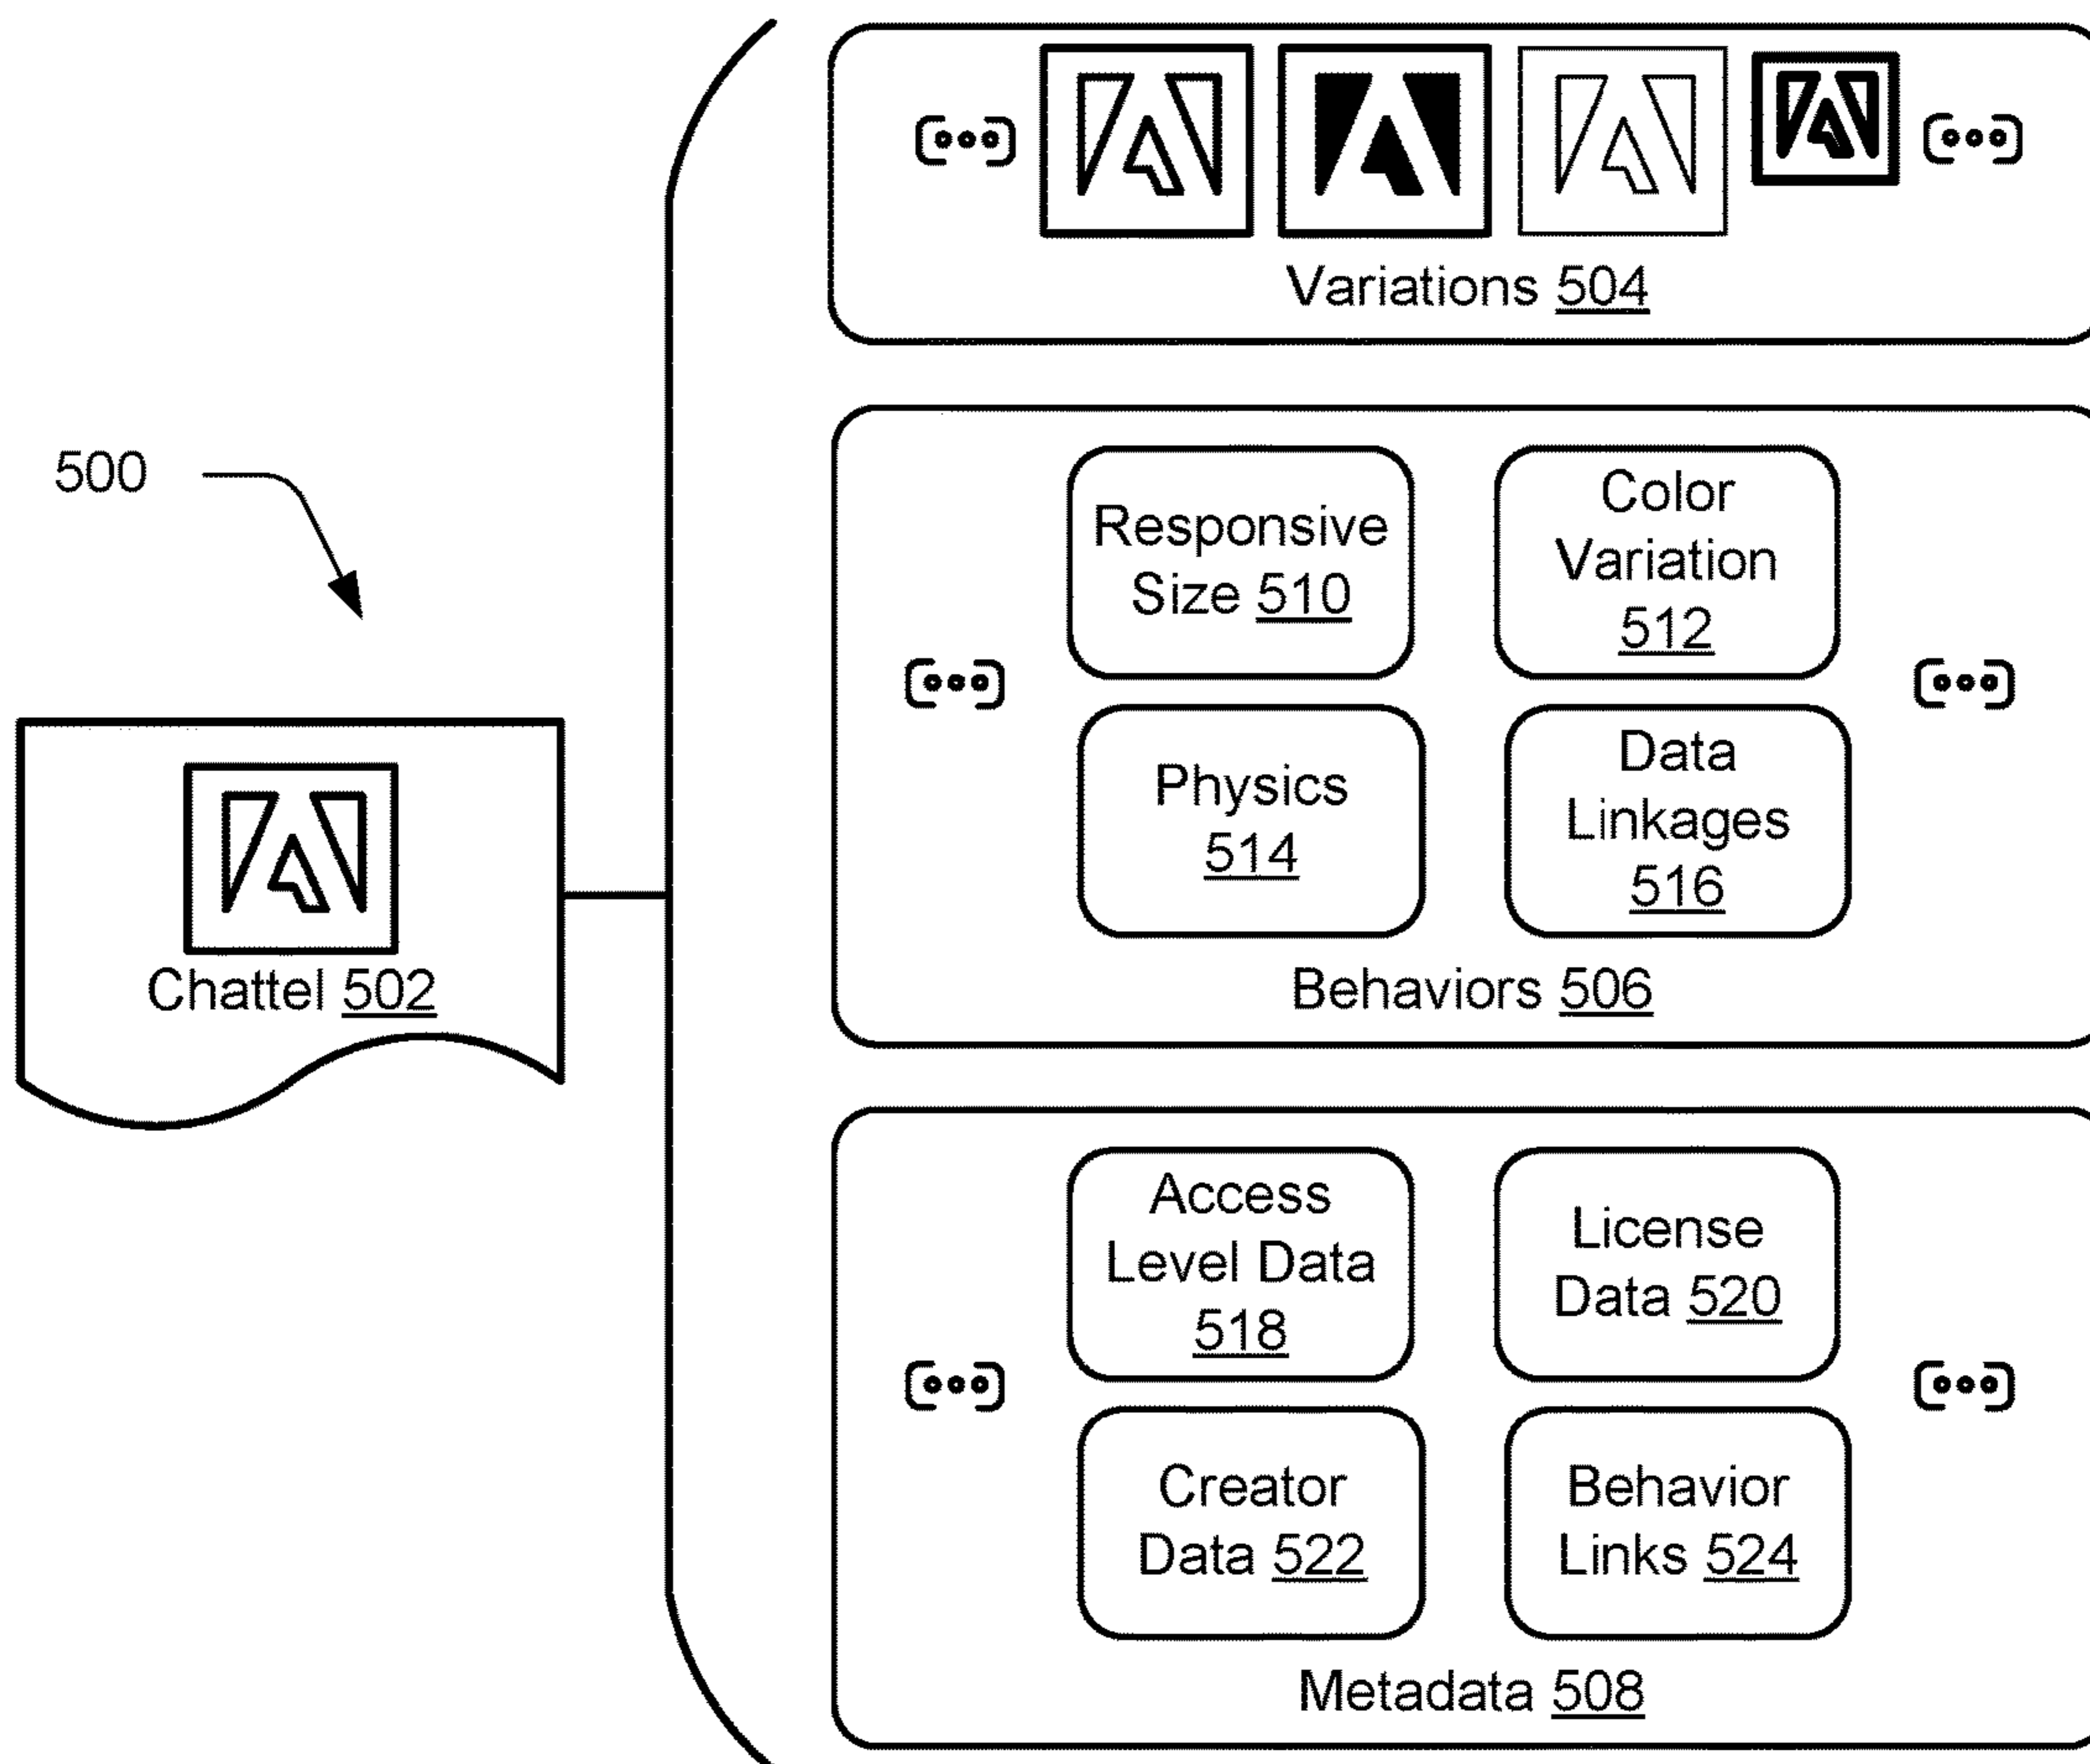 Variations 504
500
Responsive
Size 510
Color
Variation
512
Physics
514
Data
Linkages
516
Behaviors 506
Chattel 502
Access
Level Data
518
License
Data 520
Creator
Data 522
Behavior
Links 524
Metadata 508